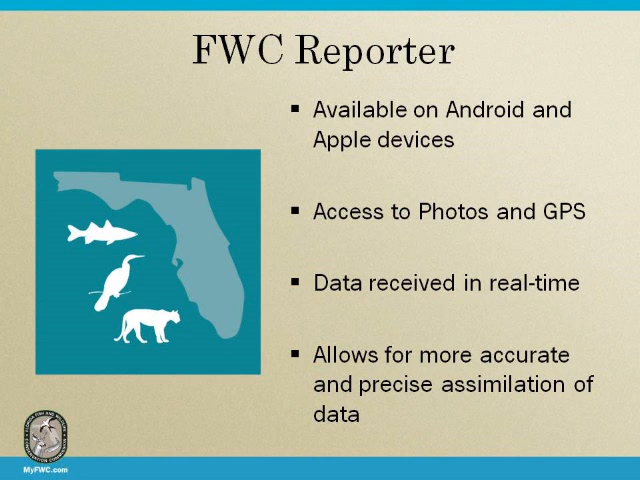 FWC Reporter
▪ Available on Android and
Apple devices
▪ Access to Photos and GPS
▪ Data received in real-time
▪ Allows for more accurate
and precise assimilation of
data
MyFWC.com